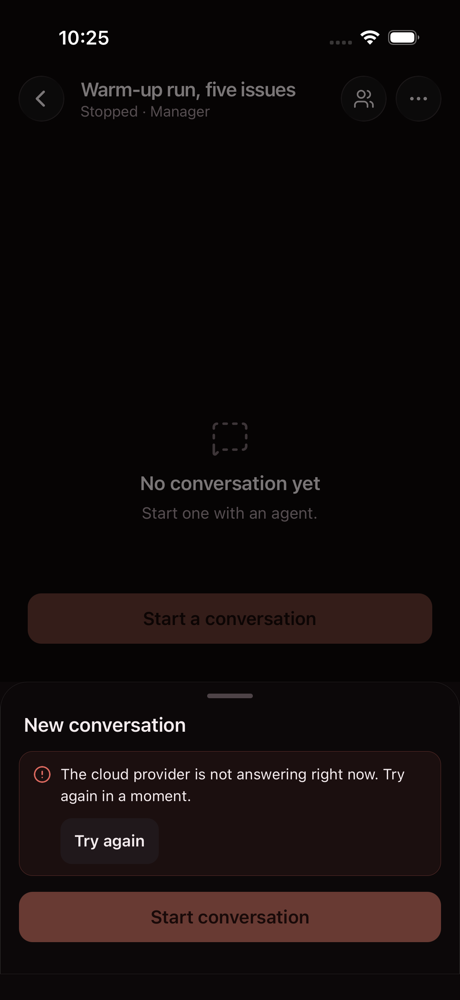 10:25
Warm-up run, five issues
Stopped · Manager
No conversation yet
Start one with an agent.
Start a conversation
New conversation
The cloud provider is not answering right now. Try
again in a moment.
Try again
Start conversation